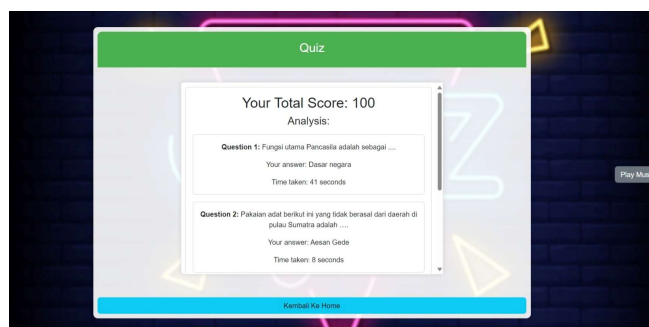 Quiz
Your Total Score: 100
Analysis:
Question 1: Fungsi utama Pancasila adalah sebagai ....
Your answer: Dasar negara
Time taken: 41 seconds
Question 2: Pakaian adat berikut ini yang tidak berasal dari daerah di
pulau Sumatra adalah ....
Your answer: Aesan Gede
Time taken: 8 seconds
Kembali Ke Home
Play Mus